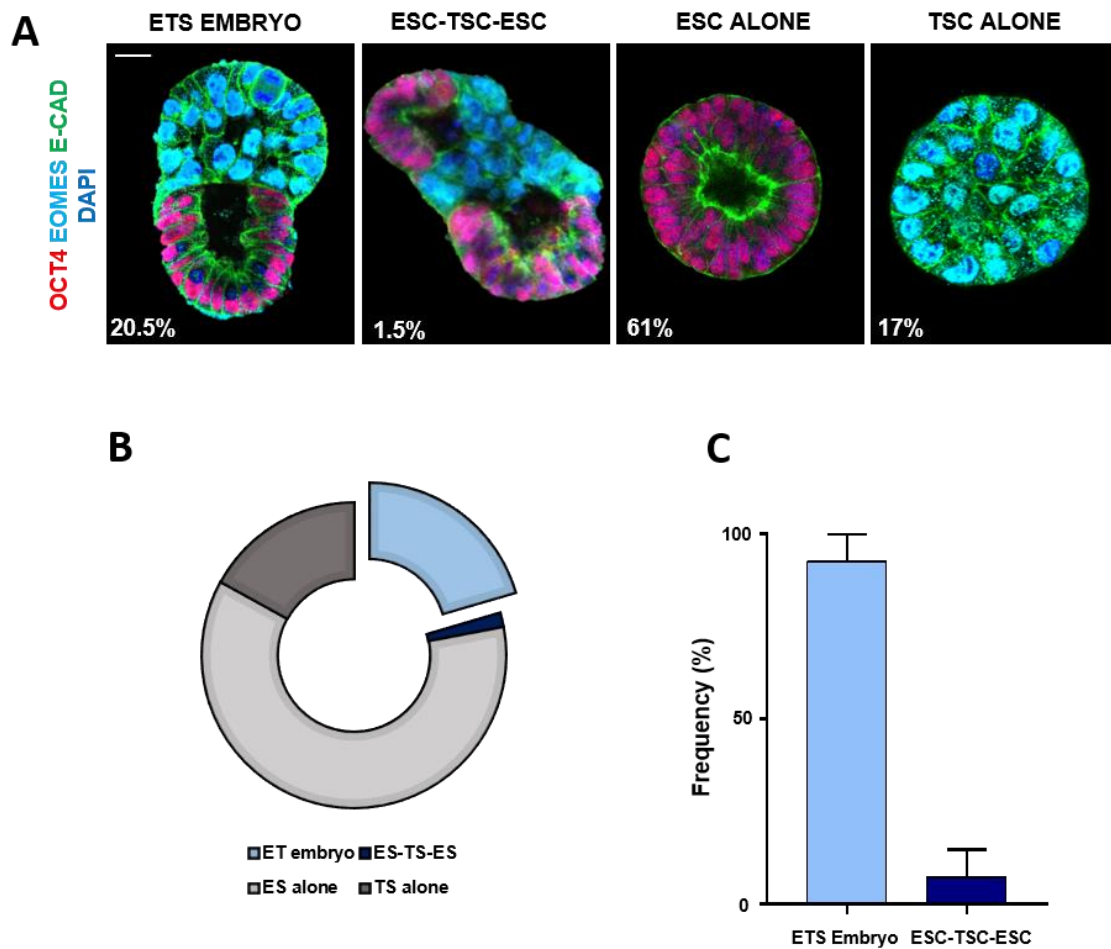 A
ETS EMBRYO
ESC-TSC-ESC
ESC ALONE
TSC ALONE
OCT4 EOMES E-CAD
DAPI
20.5%
1.5%
61%
17%
B
ET embryo
ES-TS-ES
ES alone
TS alone
C
Frequency (%)
100
50
0
ETS Embryo
ESC-TSC-ESC